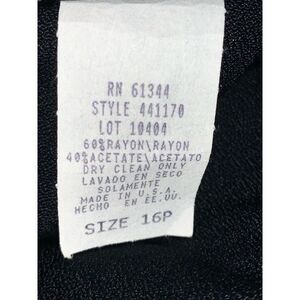 RN 61344
STYLE 441170
LOT 10404
60%RAYON\RAYON
40%ACETATE\ACETATO
DRY CLEAN ONLY
LAVADO EN SECO
SOLAMENTE
MADE IN U.S.A.
HECHO EN EE.UU.
SIZE 16P